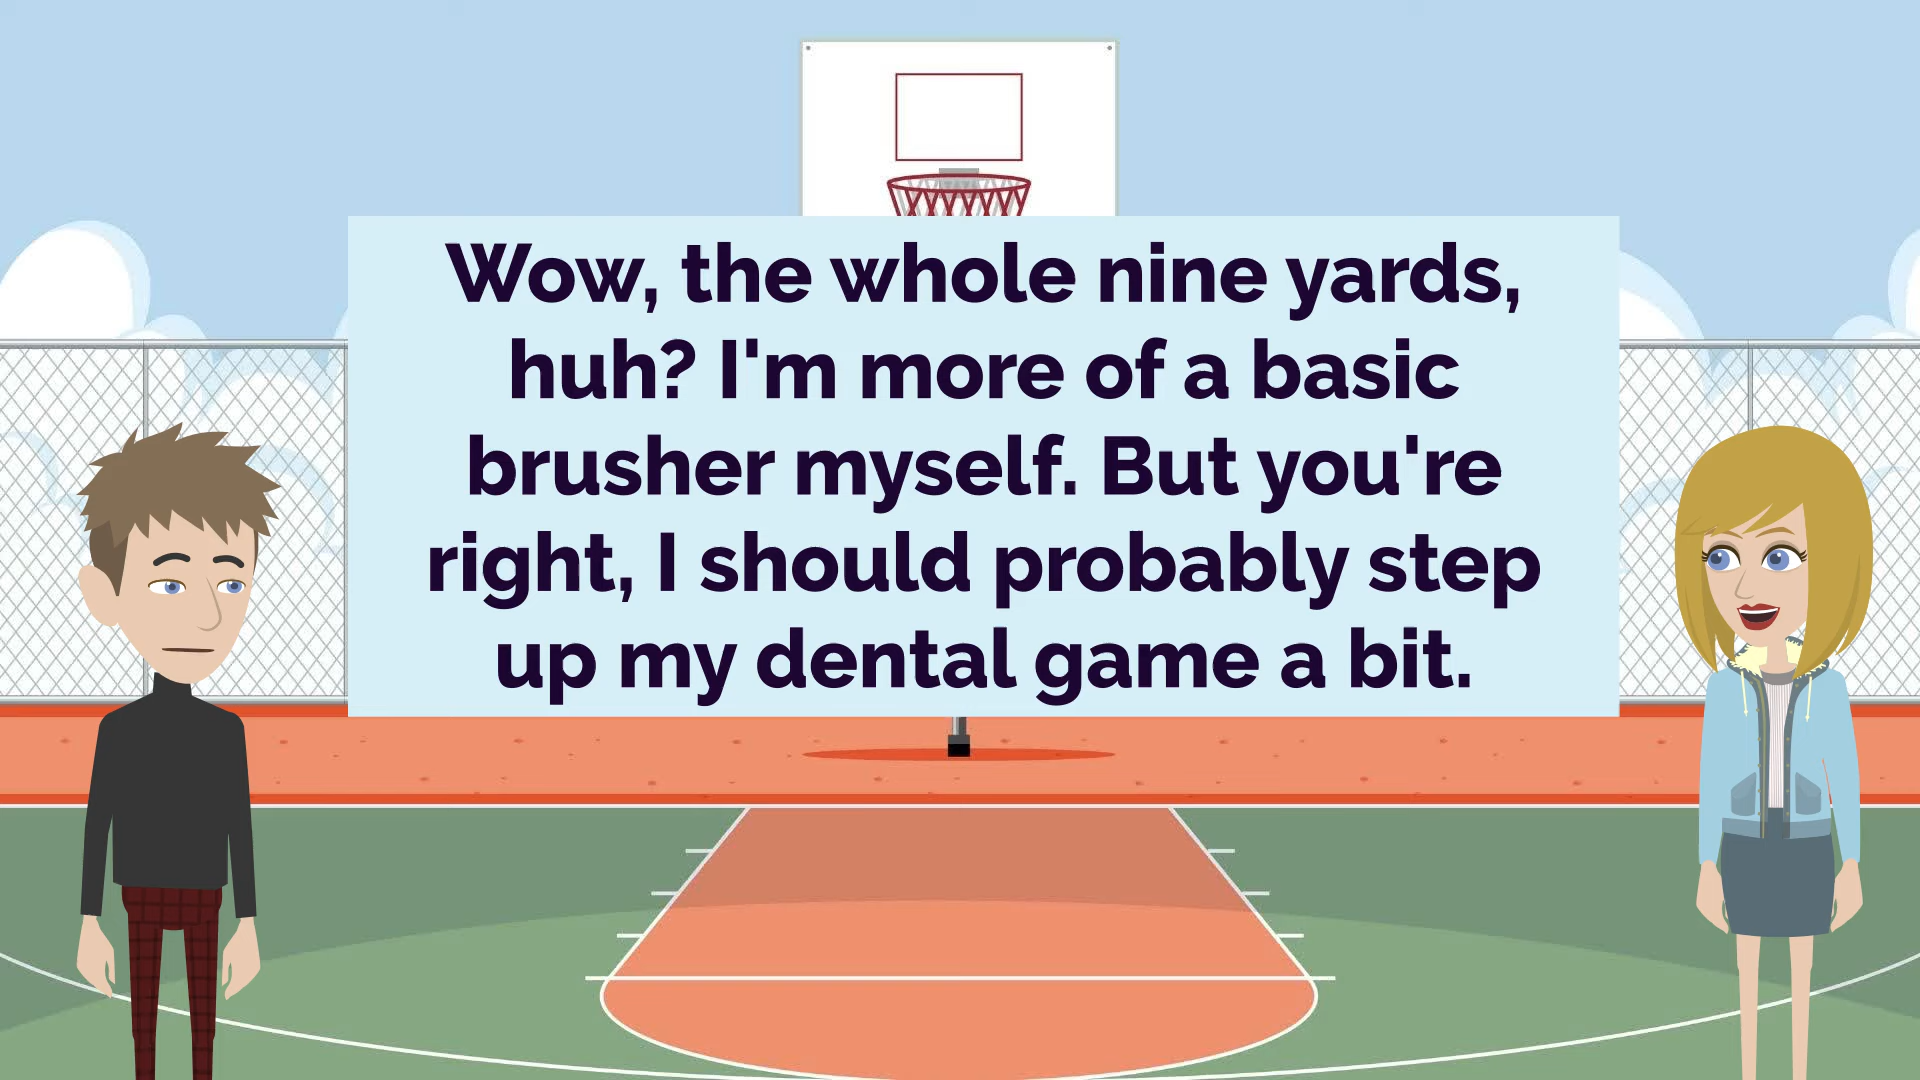 Wow, the whole nine yards,
huh? I'm more of a basic
brusher myself. But you're
right, I should probably step
up my dental game a bit.